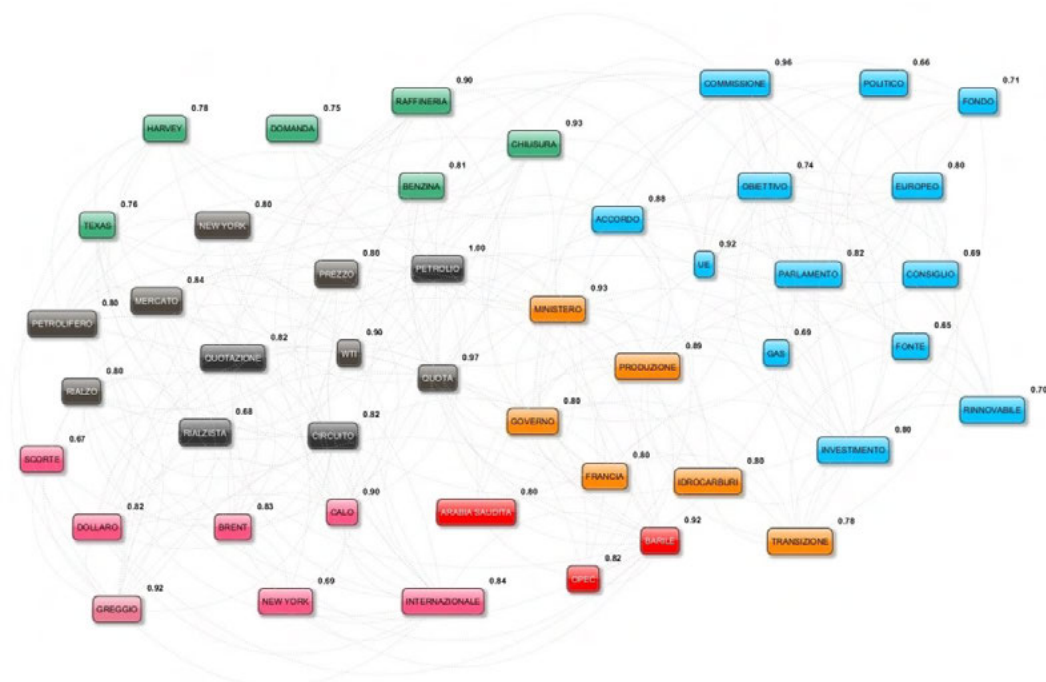 0.96
COMMISSIONE
0.66
POLITICO
0.71
FONDO
0.90
RAFFINERIA
0.78
HARVEY
0.75
DOMANDA
0.93
CHIUSURA
0.81
BENZINA
0.74
OBIETTIVO
0.80
EUROPEO
0.76
TEXAS
0.80
NEW YORK
0.88
ACCORDO
0.80
PREZZO
1.00
PETROLIO
0.92
UE
0.82
PARLAMENTO
0.69
CONSIGLIO
0.84
MERCATO
0.80
PETROLIFERO
0.93
MINISTERO
0.82
QUOTAZIONE
0.90
WTI
0.97
QUOTA
0.89
PRODUZIONE
0.69
GAS
0.65
FONTE
0.80
RIALZO
0.70
RINNOVABILE
0.68
RIALZISTA
0.82
CIRCUITO
0.80
GOVERNO
0.80
INVESTIMENTO
0.67
SCORTE
0.80
FRANCIA
0.80
IDROCARBURI
0.82
DOLLARO
0.83
BRENT
0.90
CALO
0.80
ARABIA SAUDITA
0.92
BARILE
0.78
TRANSIZIONE
0.82
OPEC
0.92
GREGGIO
0.69
NEW YORK
0.84
INTERNAZIONALE